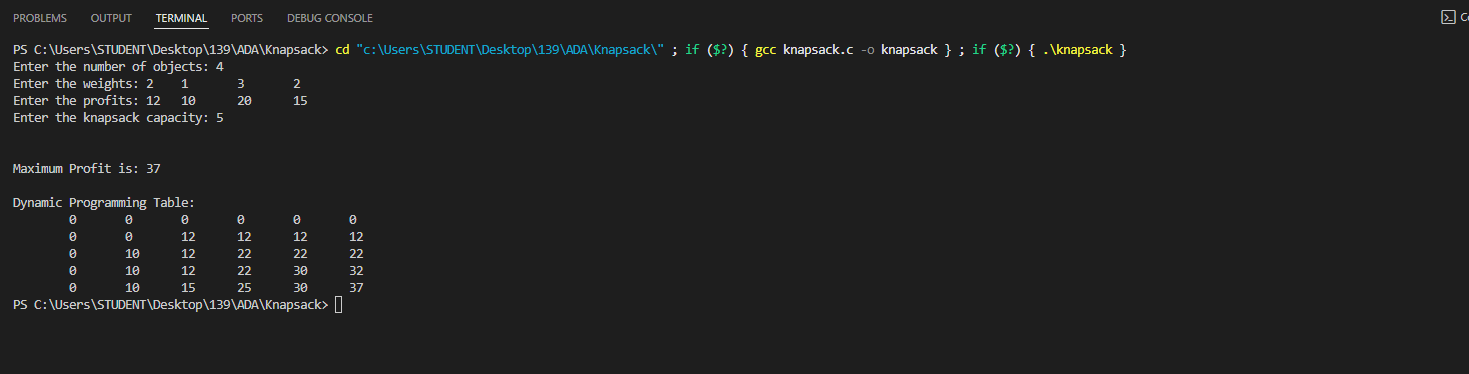 PROBLEMS OUTPUT TERMINAL PORTS DEBUG CONSOLE
PS C:\Users\STUDENT\Desktop\139\ADA\Knapsack> cd "c:\Users\STUDENT\Desktop\139\ADA\Knapsack\" ; if ($?) { gcc knapsack.c -o knapsack } ; if ($?) { .\knapsack }
Enter the number of objects: 4
Enter the weights: 2 1 3 2
Enter the profits: 12 10 20 15
Enter the knapsack capacity: 5
Maximum Profit is: 37
Dynamic Programming Table:
0 0 0 0 0 0
0 0 12 12 12 12
0 10 12 22 22 22
0 10 12 22 30 32
0 10 15 25 30 37
PS C:\Users\STUDENT\Desktop\139\ADA\Knapsack>